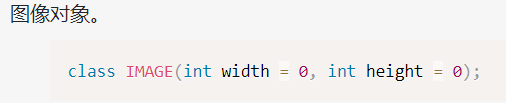 图像对象。
class IMAGE(int width = 0, int height = 0);